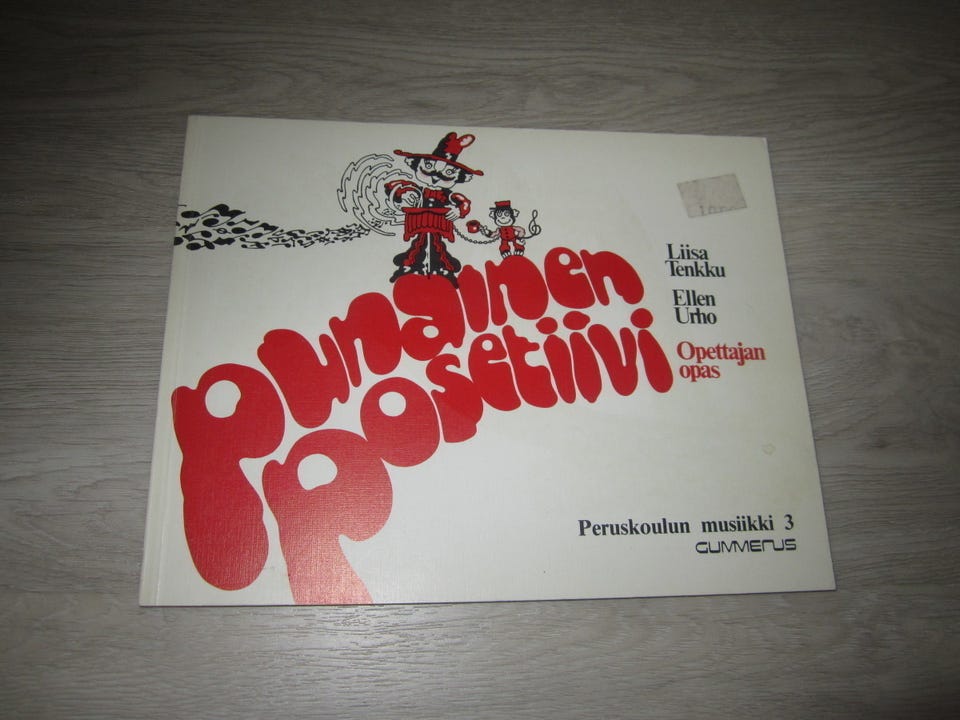 punainen
posetiivi
Liisa
Tenkku
Ellen
Urho
Opettajan
opas
Peruskoulun musiikki 3
GUMMERUS